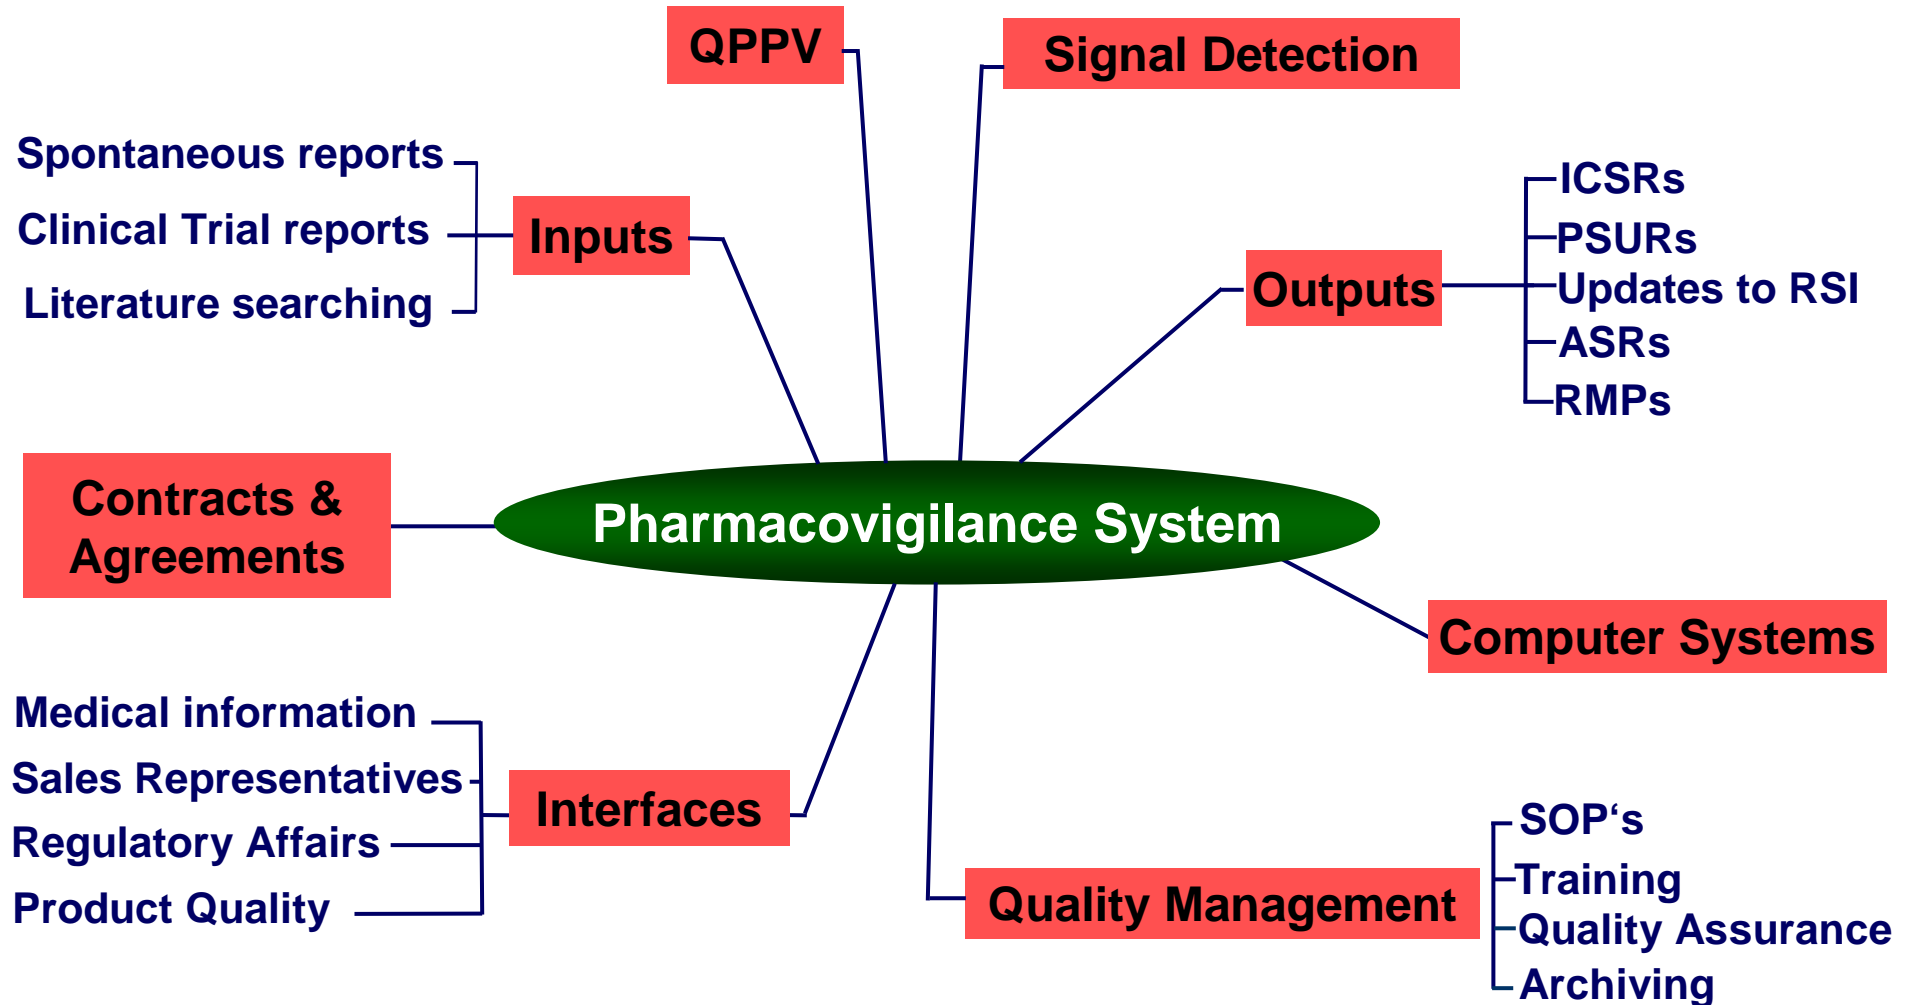 QPPV
Signal Detection
Spontaneous reports
Clinical Trial reports
Literature searching
Inputs
Outputs
ICSRs
PSURs
Updates to RSI
ASRs
RMPs
Contracts &
Agreements
Pharmacovigilance System
Computer Systems
Medical information
Sales Representatives
Regulatory Affairs
Product Quality
Interfaces
Quality Management
SOP‘s
Training
Quality Assurance
Archiving